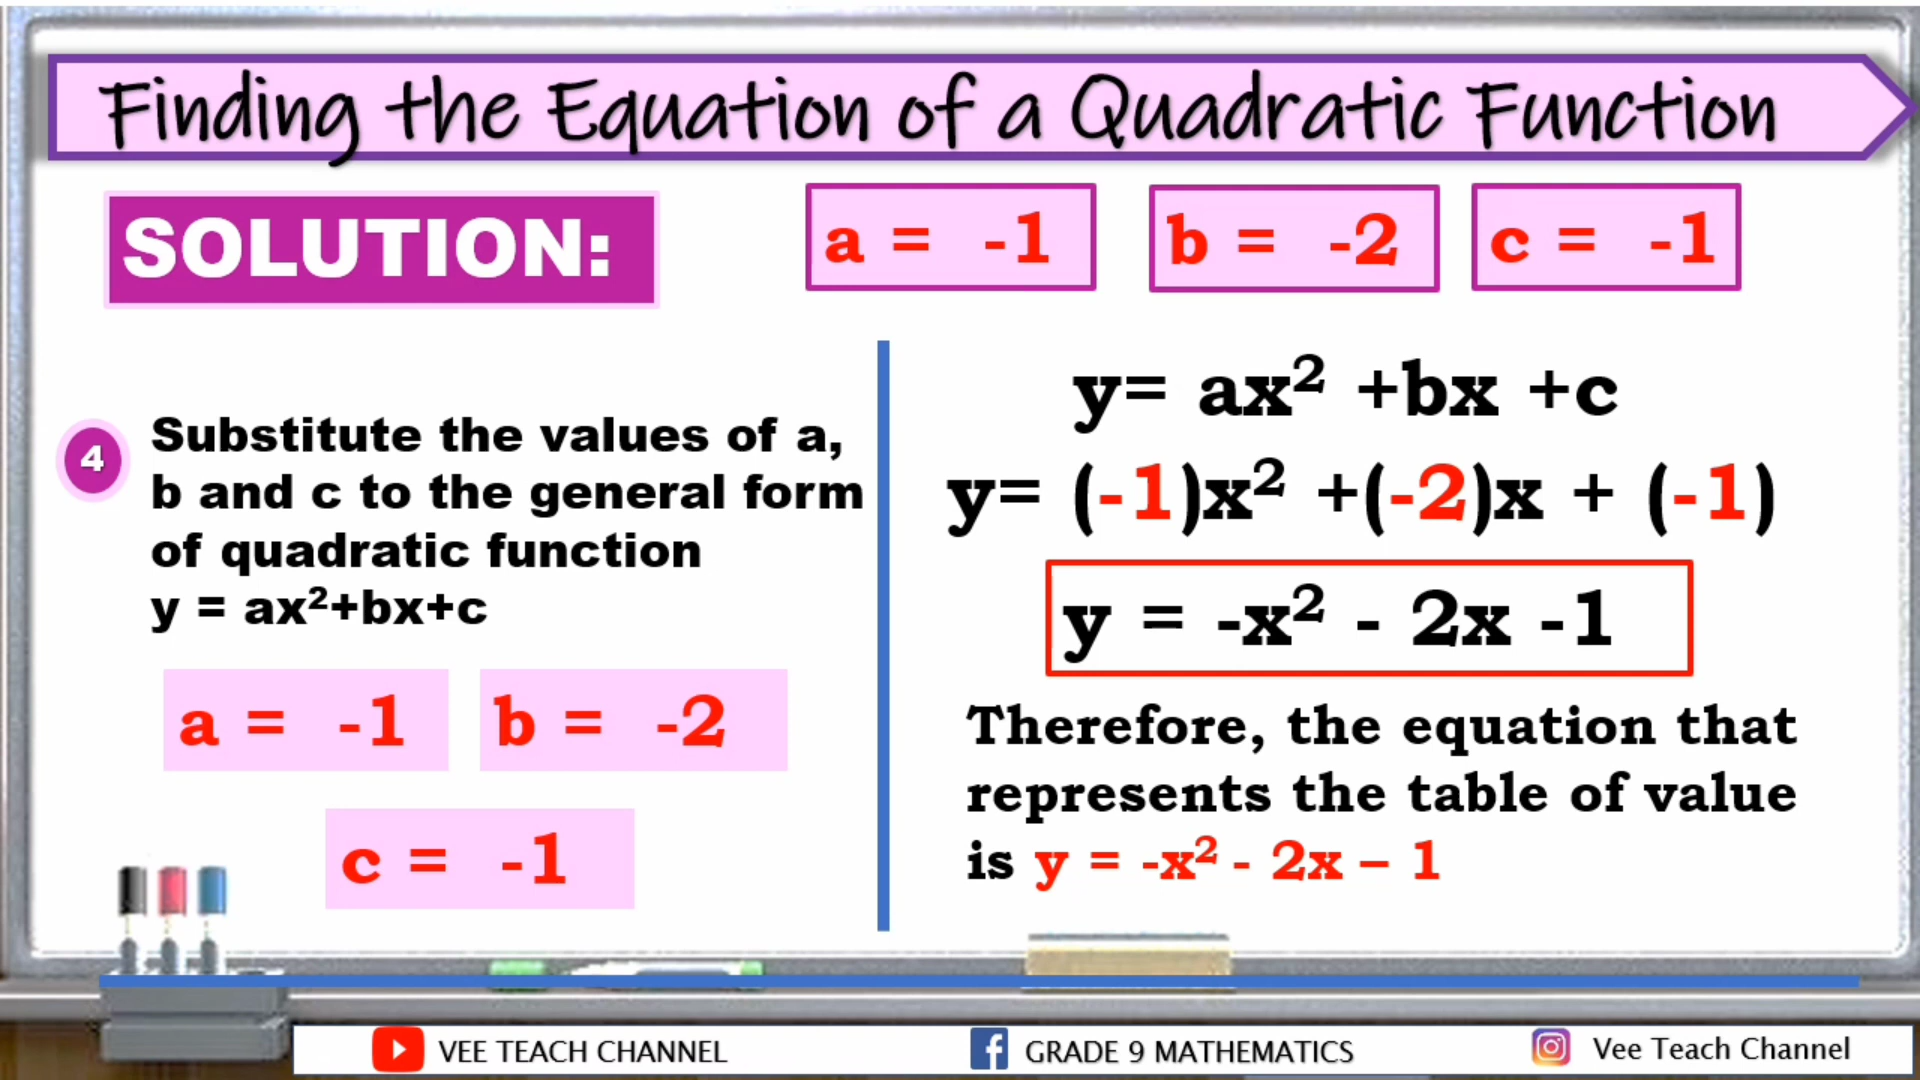 Finding the Equation of a Quadratic Function
SOLUTION:
a = -1
b = -2
c = -1
4
Substitute the values of a,
b and c to the general form
of quadratic function
y = ax²+bx+c
a = -1
b = -2
c = -1
y= ax² +bx +c
y= (-1)x² +(-2)x + (-1)
y = -x² - 2x -1
Therefore, the equation that
represents the table of value
is y = -x² - 2x – 1
VEE TEACH CHANNEL
GRADE 9 MATHEMATICS
Vee Teach Channel